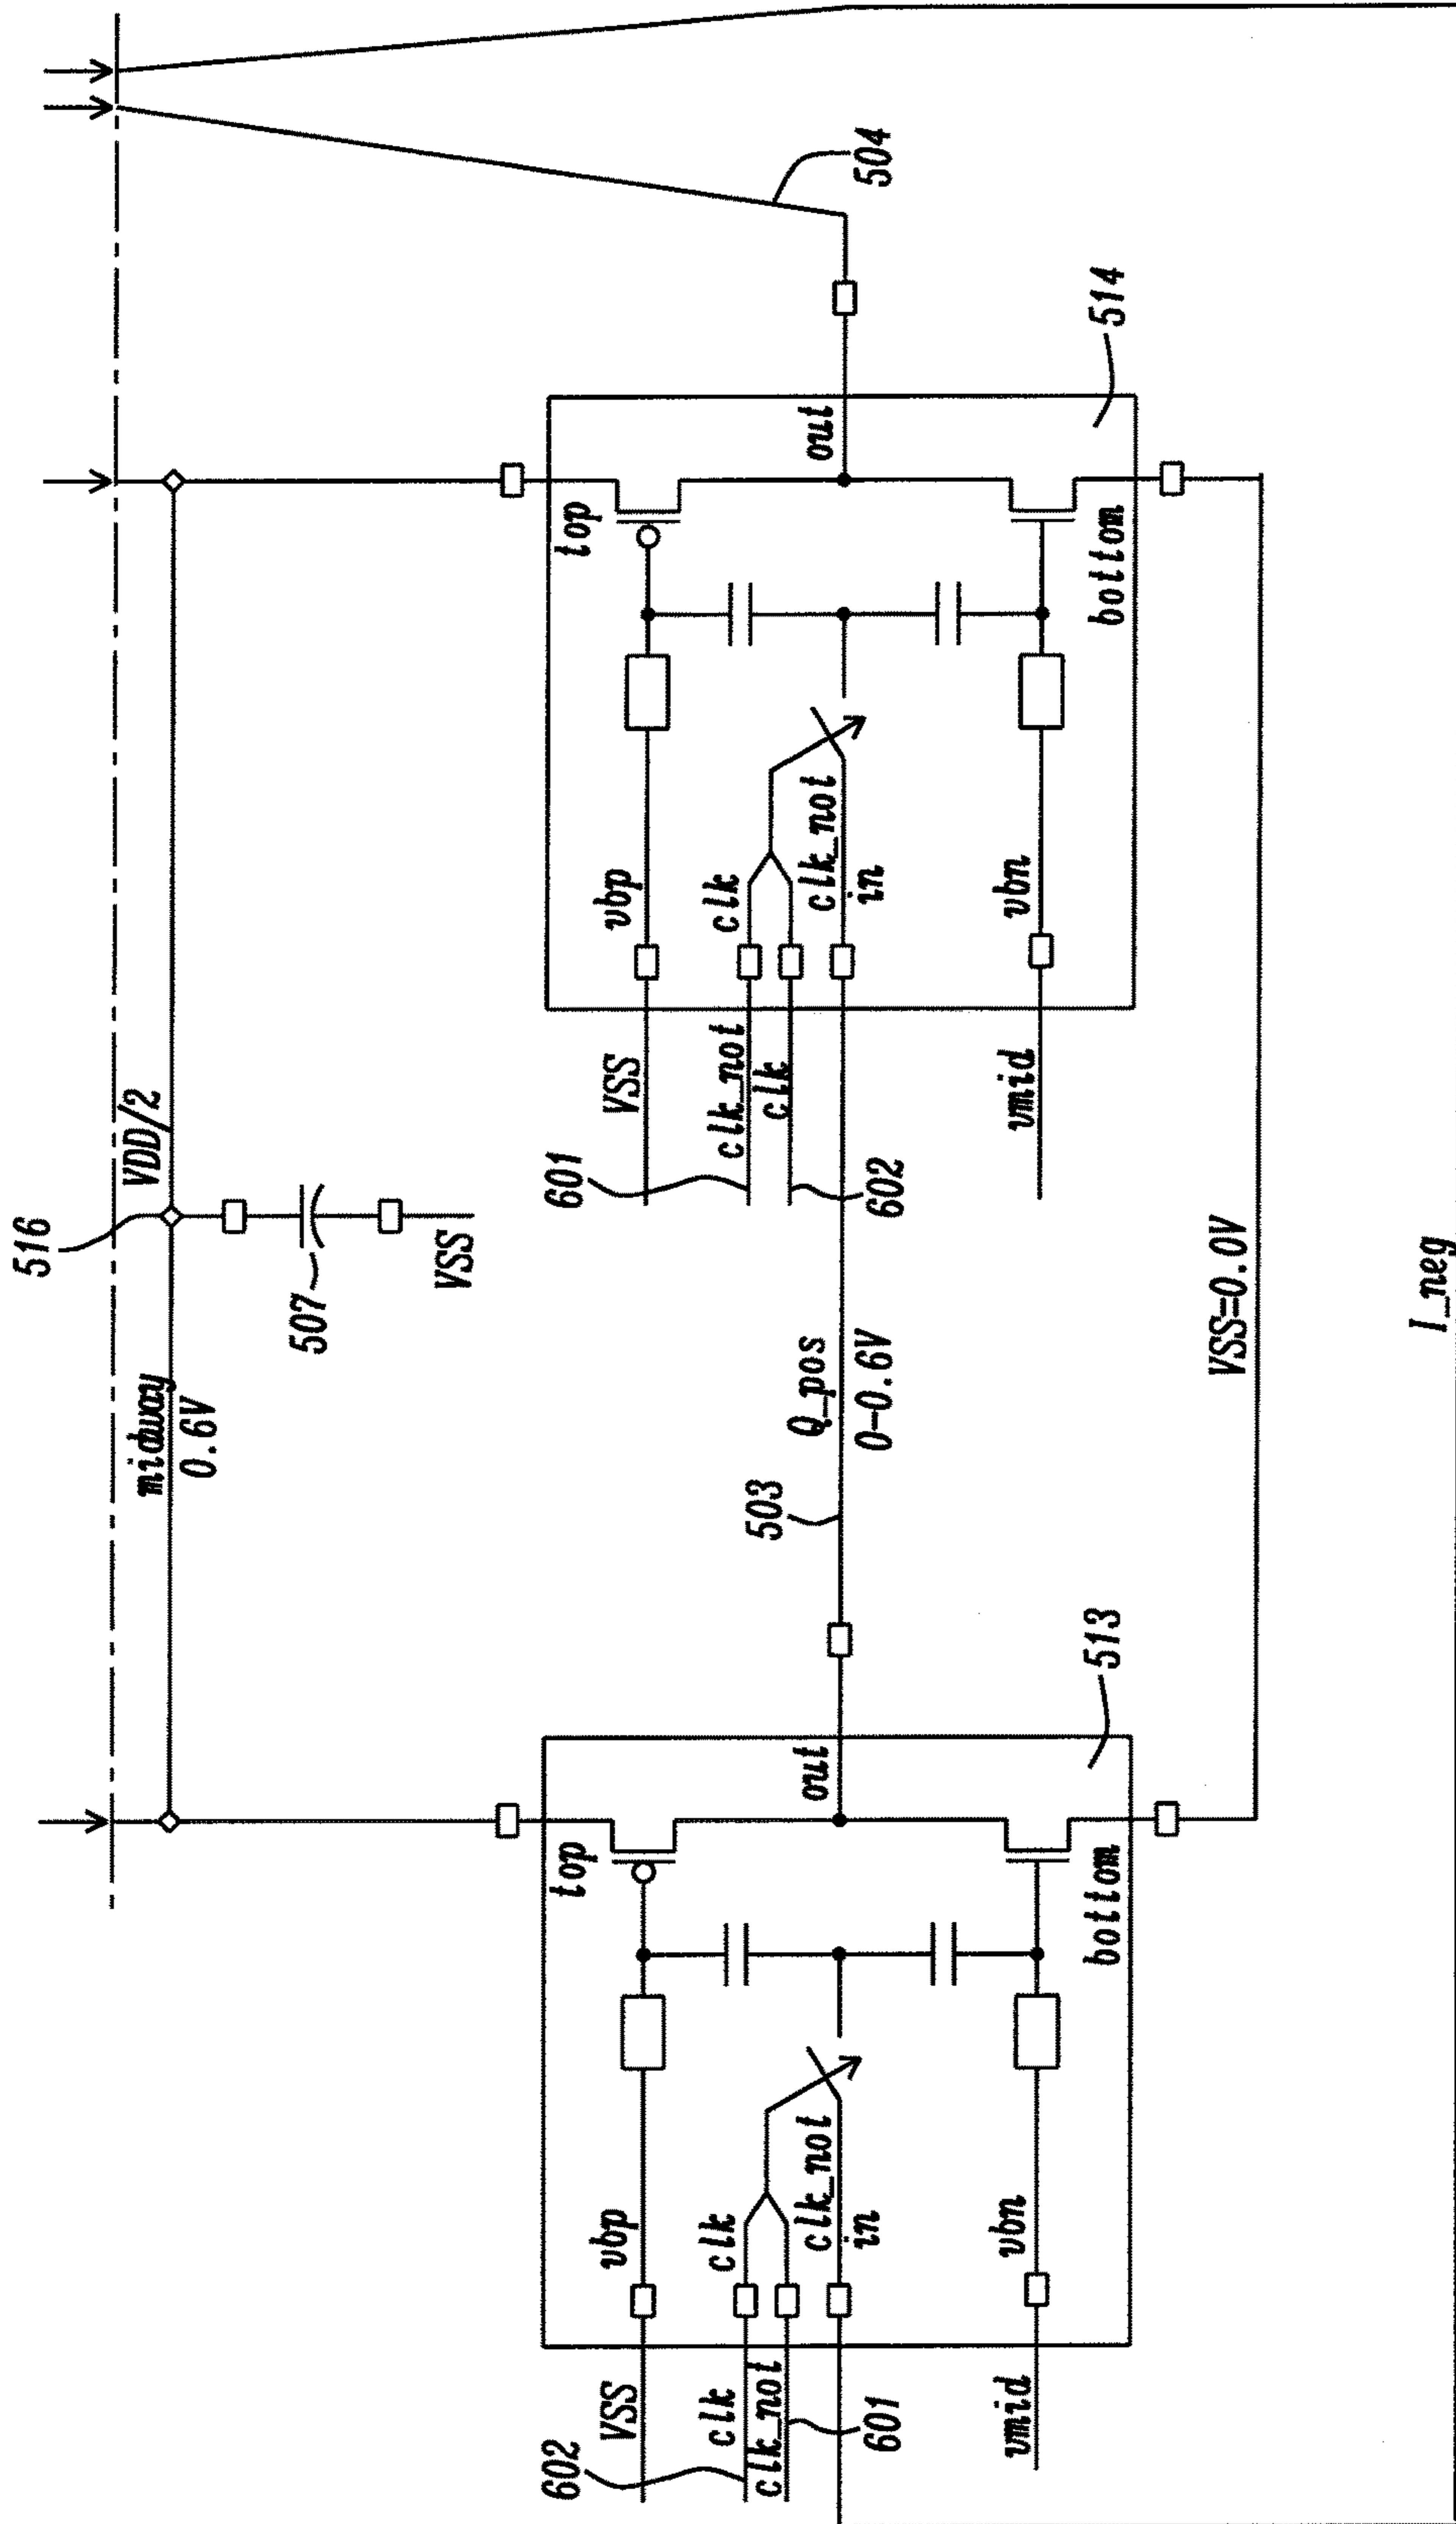 516
midway
0.6V
VDD/2
507
VSS
602
VSS
clk
clk_not
601
vmid
vbp
clk
clk_not
in
vbn
top
out
bottom
513
503
Q_pos
0-0.6V
VSS
601
clk_not
clk
602
vmid
vbp
clk
clk_not
in
vbn
top
out
bottom
514
504
VSS=0.0V
I_neg